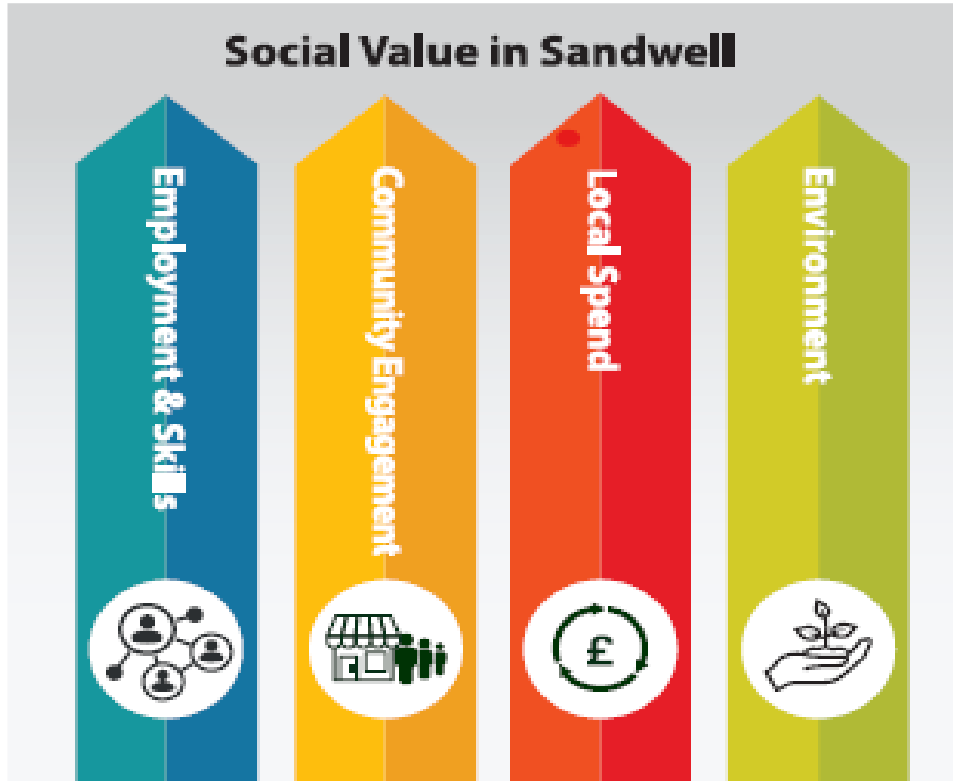 Social Value in Sandwell
Employment & Skills
Community Engagement
Local Spend
Environment
£